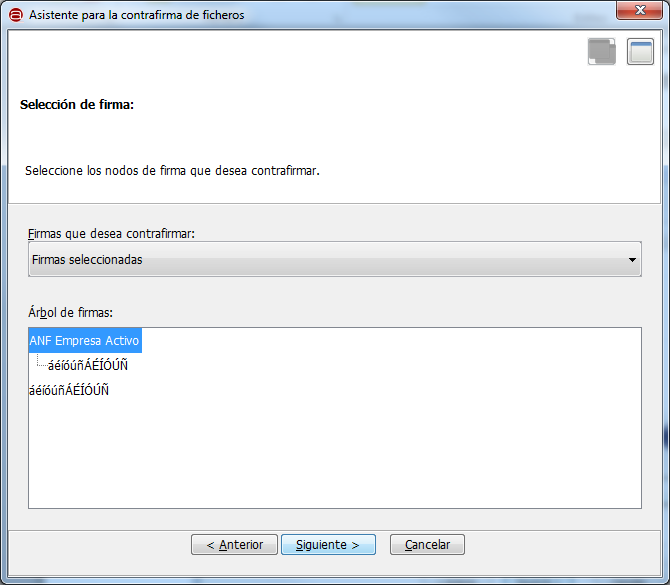 Asistente para la contrafirma de ficheros
Selección de firma:
Seleccione los nodos de firma que desea contrafirmar.
Firmas que desea contrafirmar:
Firmas seleccionadas
Árbol de firmas:
ANF Empresa Activo
áéíóúñÁÉÍÓÚÑ
áéíóúñÁÉÍÓÚÑ
< Anterior
Siguiente >
Cancelar